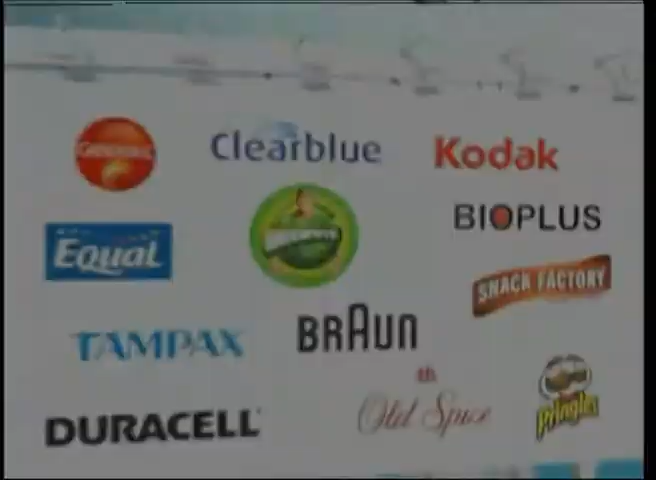 Clearblue
Kodak
BIOPLUS
Equal
SNACK FACTORY
TAMPAX
BRAUN
DURACELL
Old Spice
Pringles